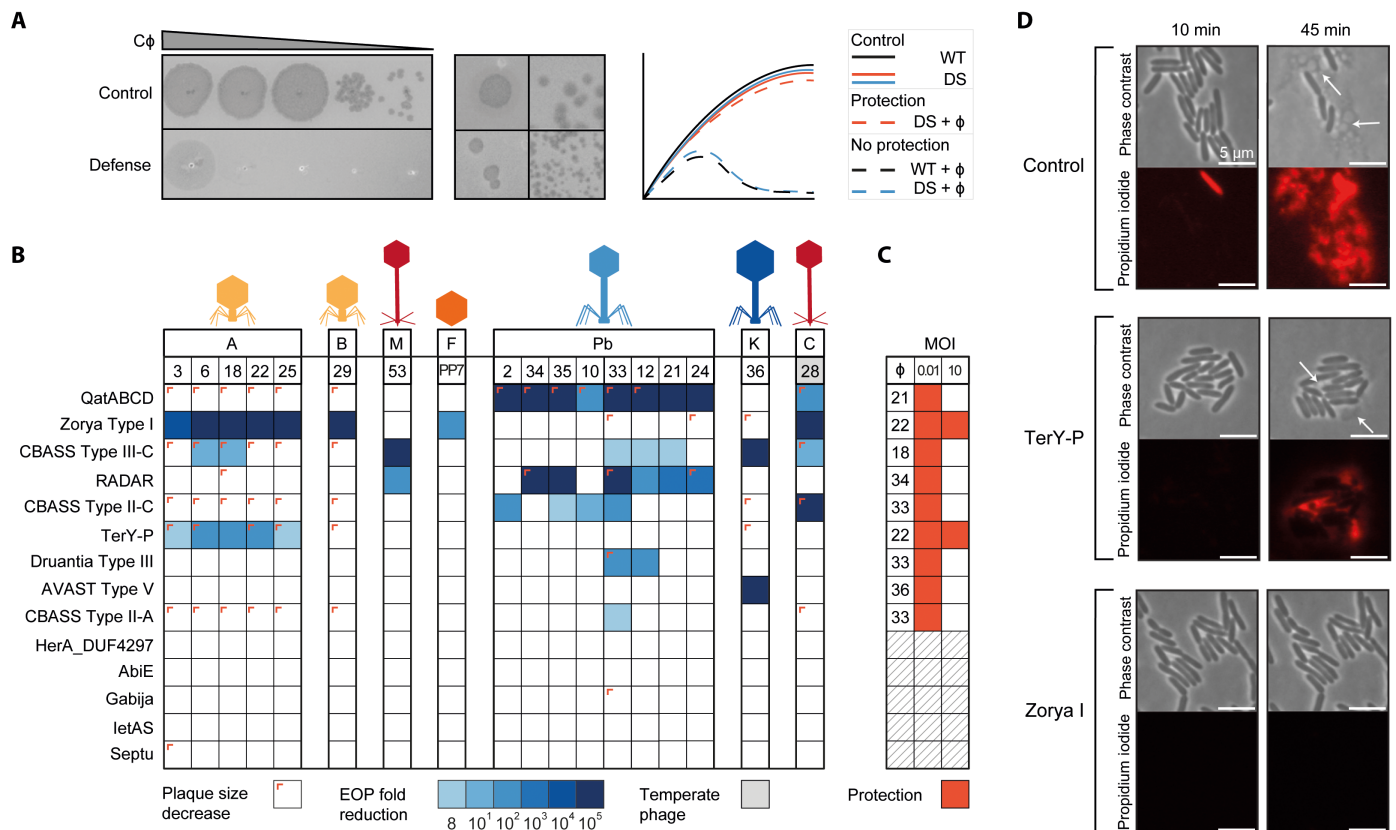 A
Cϕ
Control
Defense
Control
WT
DS
Protection
DS + ϕ
No protection
WT + ϕ
DS + ϕ
B
A B M F Pb K C
3 6 18 22 25 29 53 PP7 2 34 35 10 33 12 21 24 36 28
QatABCD
Zorya Type I
CBASS Type III-C
RADAR
CBASS Type II-C
TerY-P
Druantia Type III
AVAST Type V
CBASS Type II-A
HerA_DUF4297
AbiE
Gabija
IetAS
Septu
Plaque size
decrease
EOP fold
reduction
8 10¹ 10² 10³ 10⁴ 10⁵
Temperate
phage
C
MOI
ϕ 0.01 10
21
22
18
34
33
22
33
36
33
Protection
D
10 min 45 min
Control
Phase contrast
5 μm
Propidium iodide
TerY-P
Phase contrast
Propidium iodide
Zorya I
Phase contrast
Propidium iodide